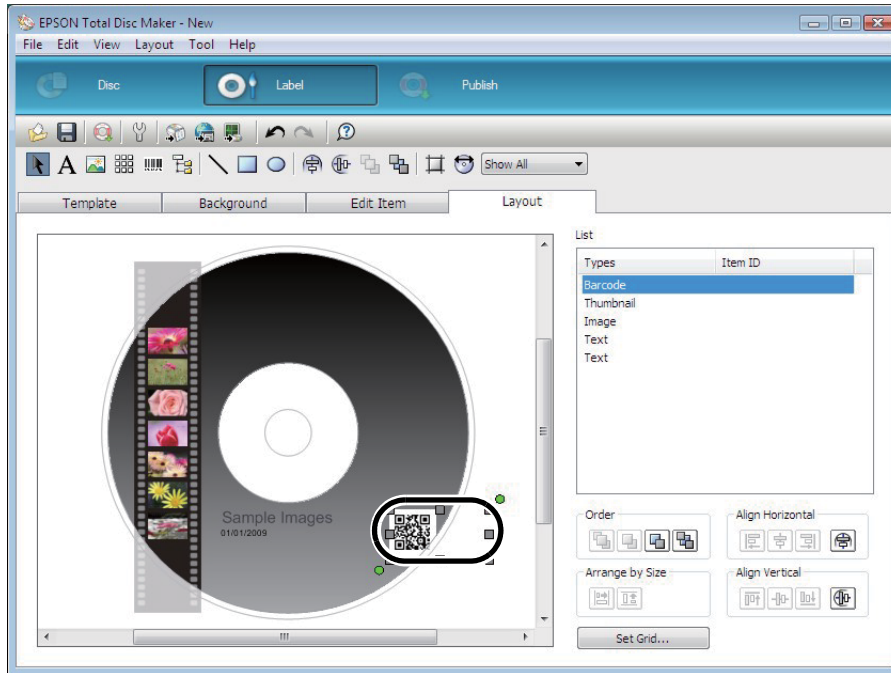 EPSON Total Disc Maker - New
File Edit View Layout Tool Help
Disc Label Publish
A Show All
Template Background Edit Item Layout
List
Types Item ID
Barcode
Thumbnail
Image
Text
Text
Sample Images
01/01/2009
Order Align Horizontal
Arrange by Size Align Vertical
Set Grid...